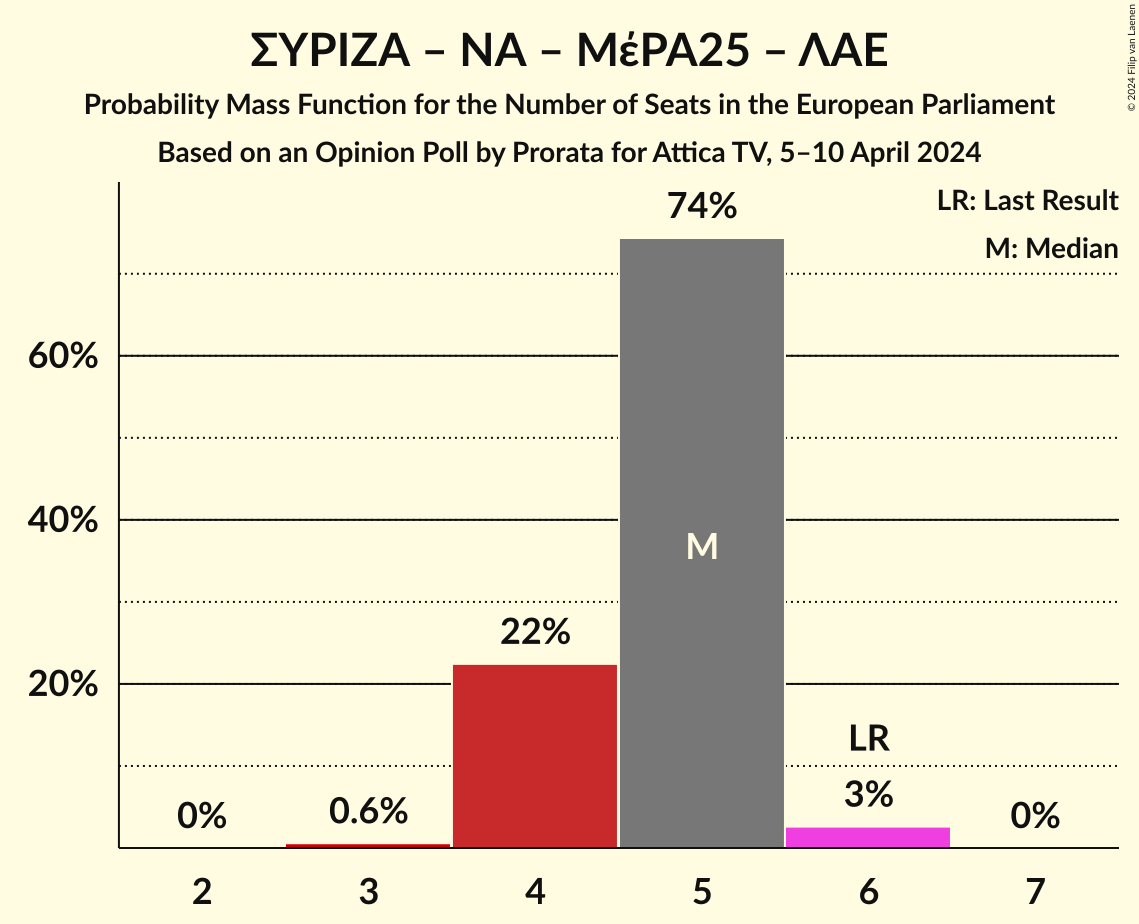 ΣΥΡΙΖΑ – ΝΑ – ΜέΡΑ25 – ΛΑΕ
Probability Mass Function for the Number of Seats in the European Parliament
Based on an Opinion Poll by Prorata for Attica TV, 5–10 April 2024
© 2024 Filip van Laenen
LR: Last Result
M: Median
74%
60%
40%
M
22%
20%
LR
0%
0.6%
3%
0%
2 3 4 5 6 7